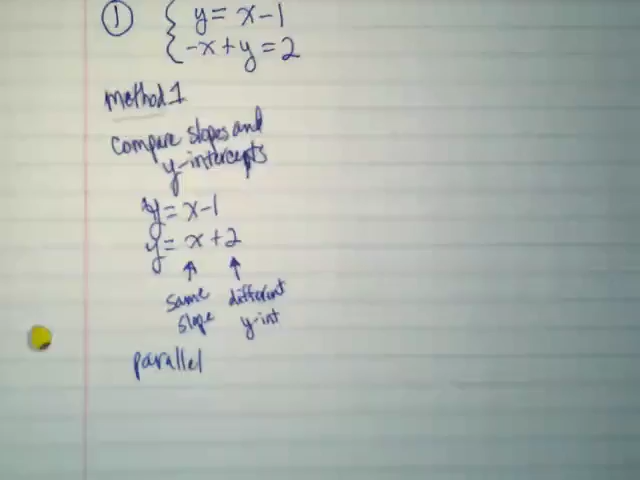 ① { y = x - 1
{ -x + y = 2
method 1
Compare slopes and
y-intercepts
y = x - 1
y = x + 2
↑ ↑
same different
slope y-int
parallel